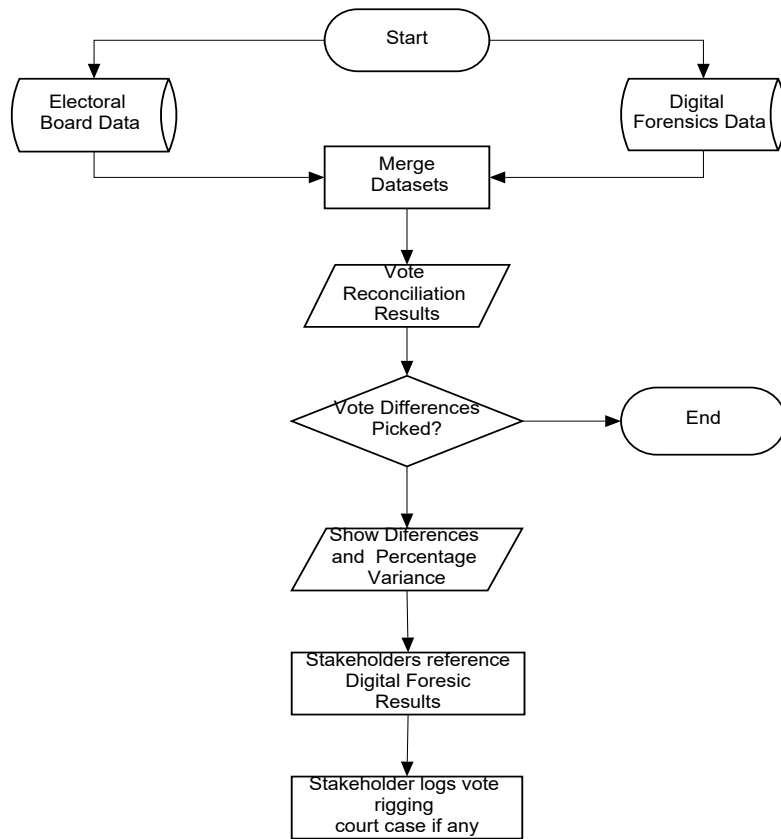 Start
Electoral
Board Data
Digital
Forensics Data
Merge
Datasets
Vote
Reconciliation
Results
Vote Differences
Picked?
End
Show Diferences
and Percentage
Variance
Stakeholders reference
Digital Foresic
Results
Stakeholder logs vote
rigging
court case if any